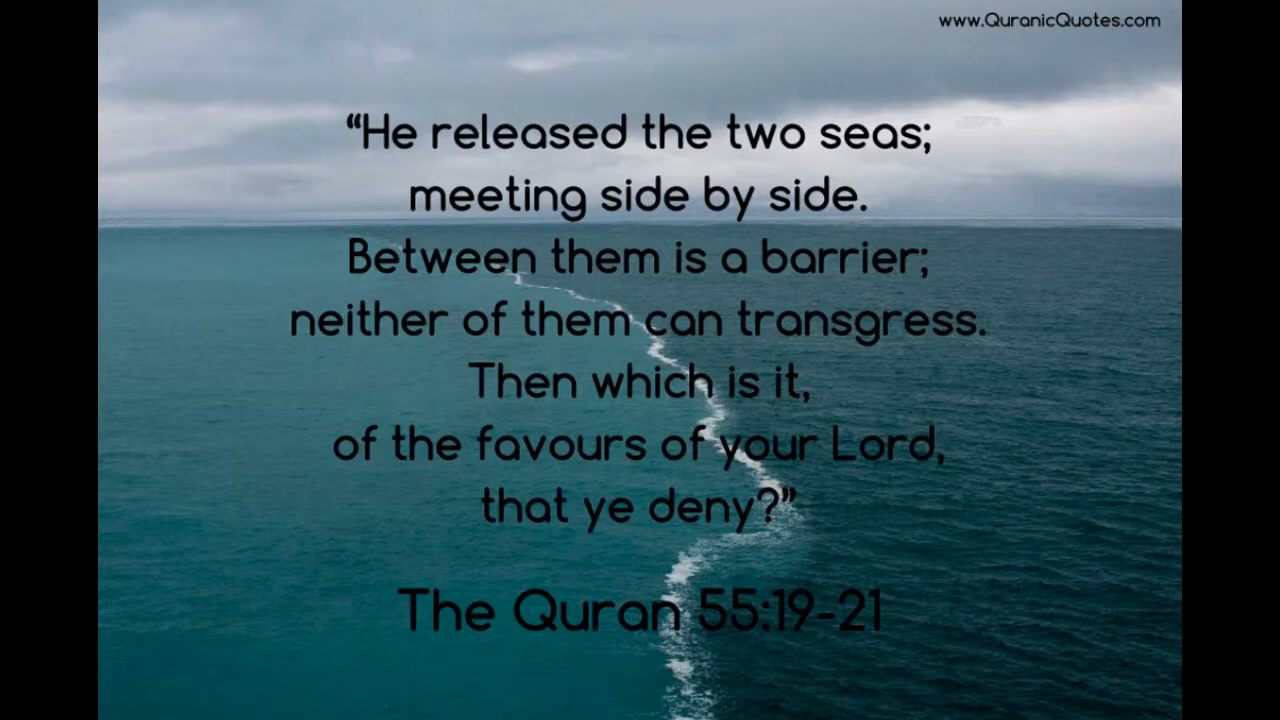 www.QuranicQuotes.com
“He released the two seas;
meeting side by side.
Between them is a barrier;
neither of them can transgress.
Then which is it,
of the favours of your Lord,
that ye deny?”
The Quran 55:19-21